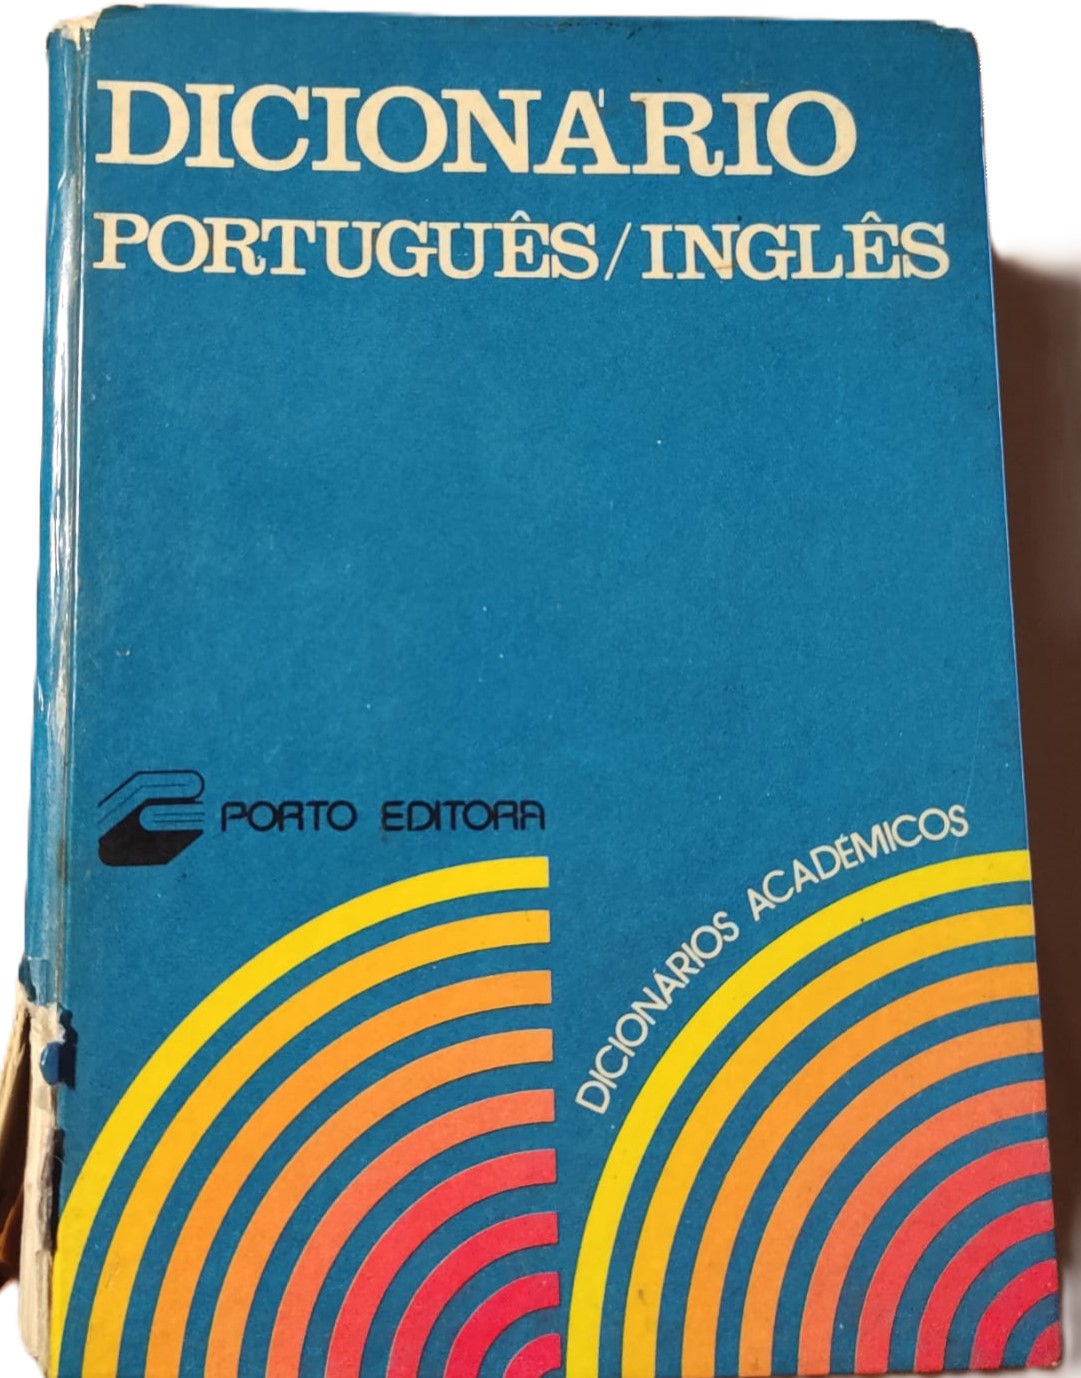 DICIONÁRIO
PORTUGUÊS/INGLÊS
PORTO EDITORA
DICIONÁRIOS ACADÉMICOS